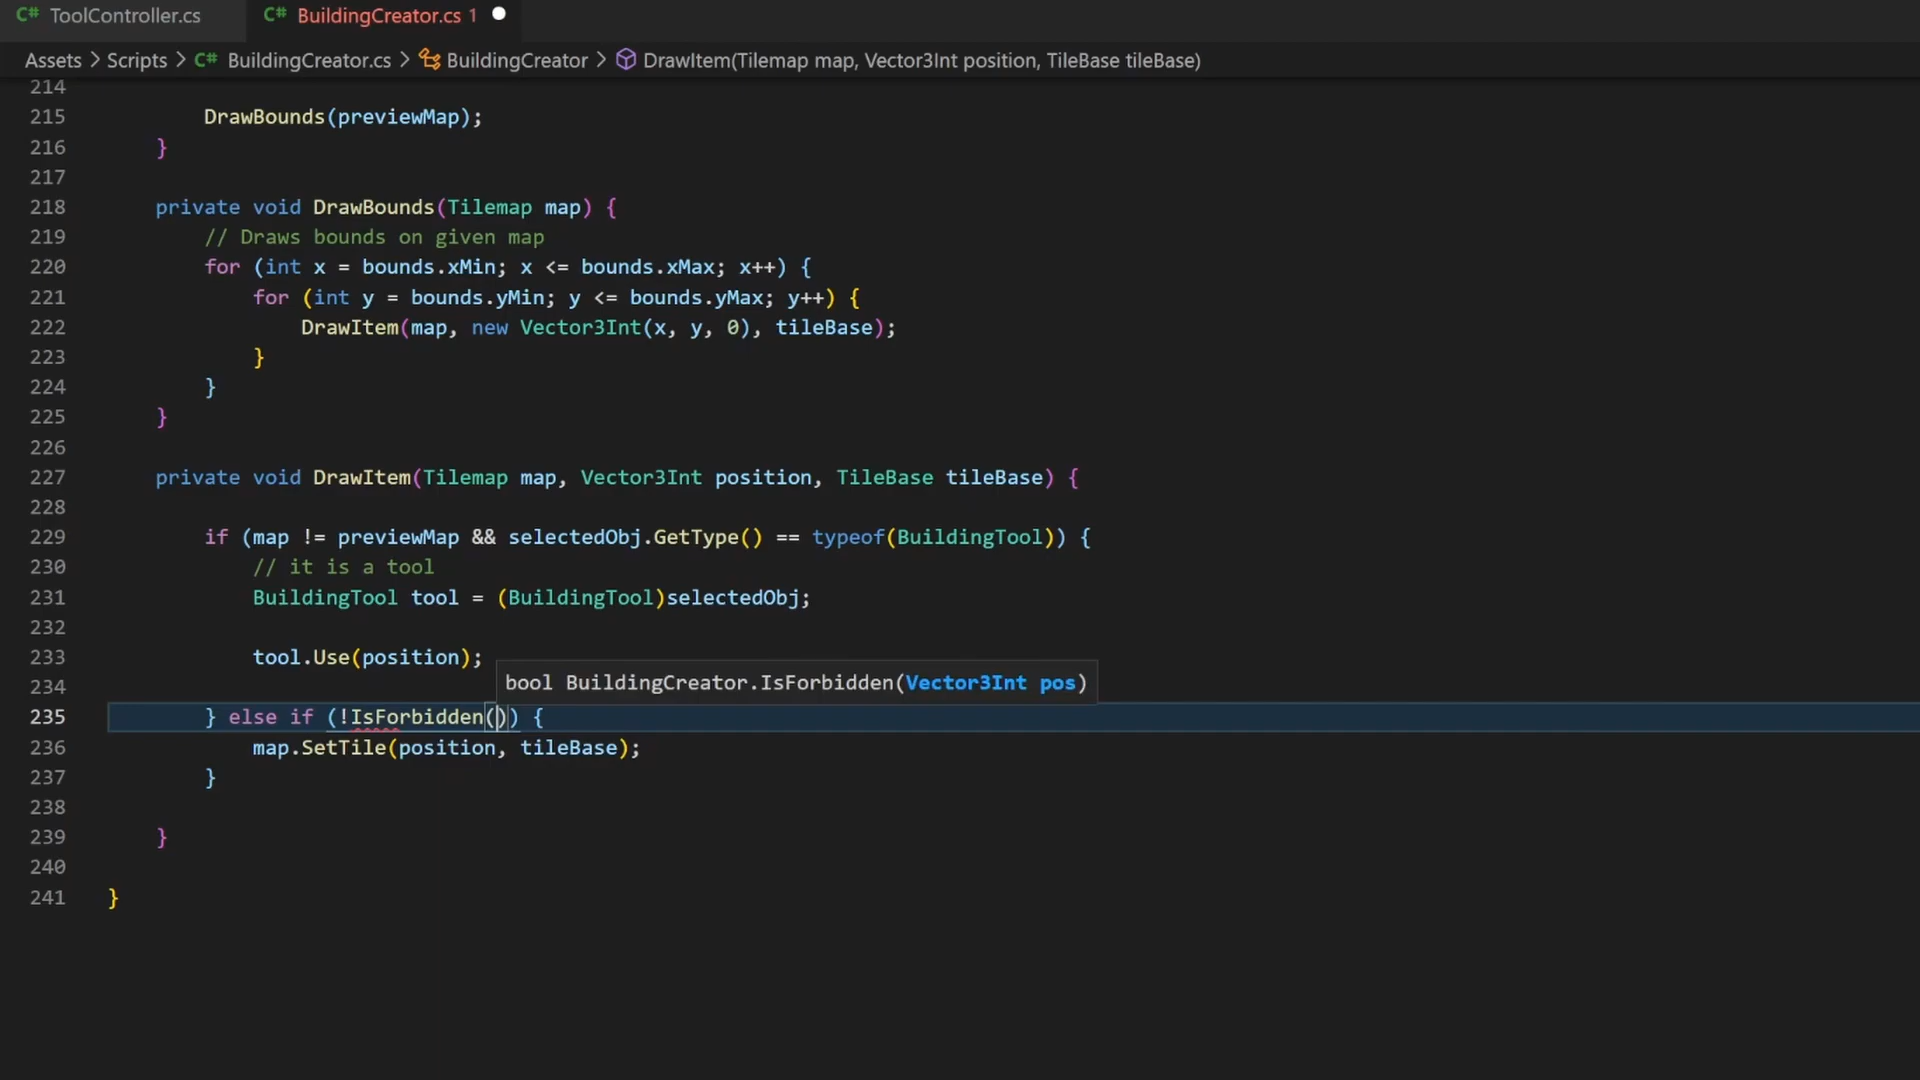 C# ToolController.cs C# BuildingCreator.cs 1
Assets > Scripts > C# BuildingCreator.cs > BuildingCreator > DrawItem(Tilemap map, Vector3Int position, TileBase tileBase)
214
215 DrawBounds(previewMap);
216 }
217
218 private void DrawBounds(Tilemap map) {
219 // Draws bounds on given map
220 for (int x = bounds.xMin; x <= bounds.xMax; x++) {
221 for (int y = bounds.yMin; y <= bounds.yMax; y++) {
222 DrawItem(map, new Vector3Int(x, y, 0), tileBase);
223 }
224 }
225 }
226
227 private void DrawItem(Tilemap map, Vector3Int position, TileBase tileBase) {
228
229 if (map != previewMap && selectedObj.GetType() == typeof(BuildingTool)) {
230 // it is a tool
231 BuildingTool tool = (BuildingTool)selectedObj;
232
233 tool.Use(position);
bool BuildingCreator.IsForbidden(Vector3Int pos)
234
235 } else if (!IsForbidden()) {
236 map.SetTile(position, tileBase);
237 }
238
239 }
240
241 }